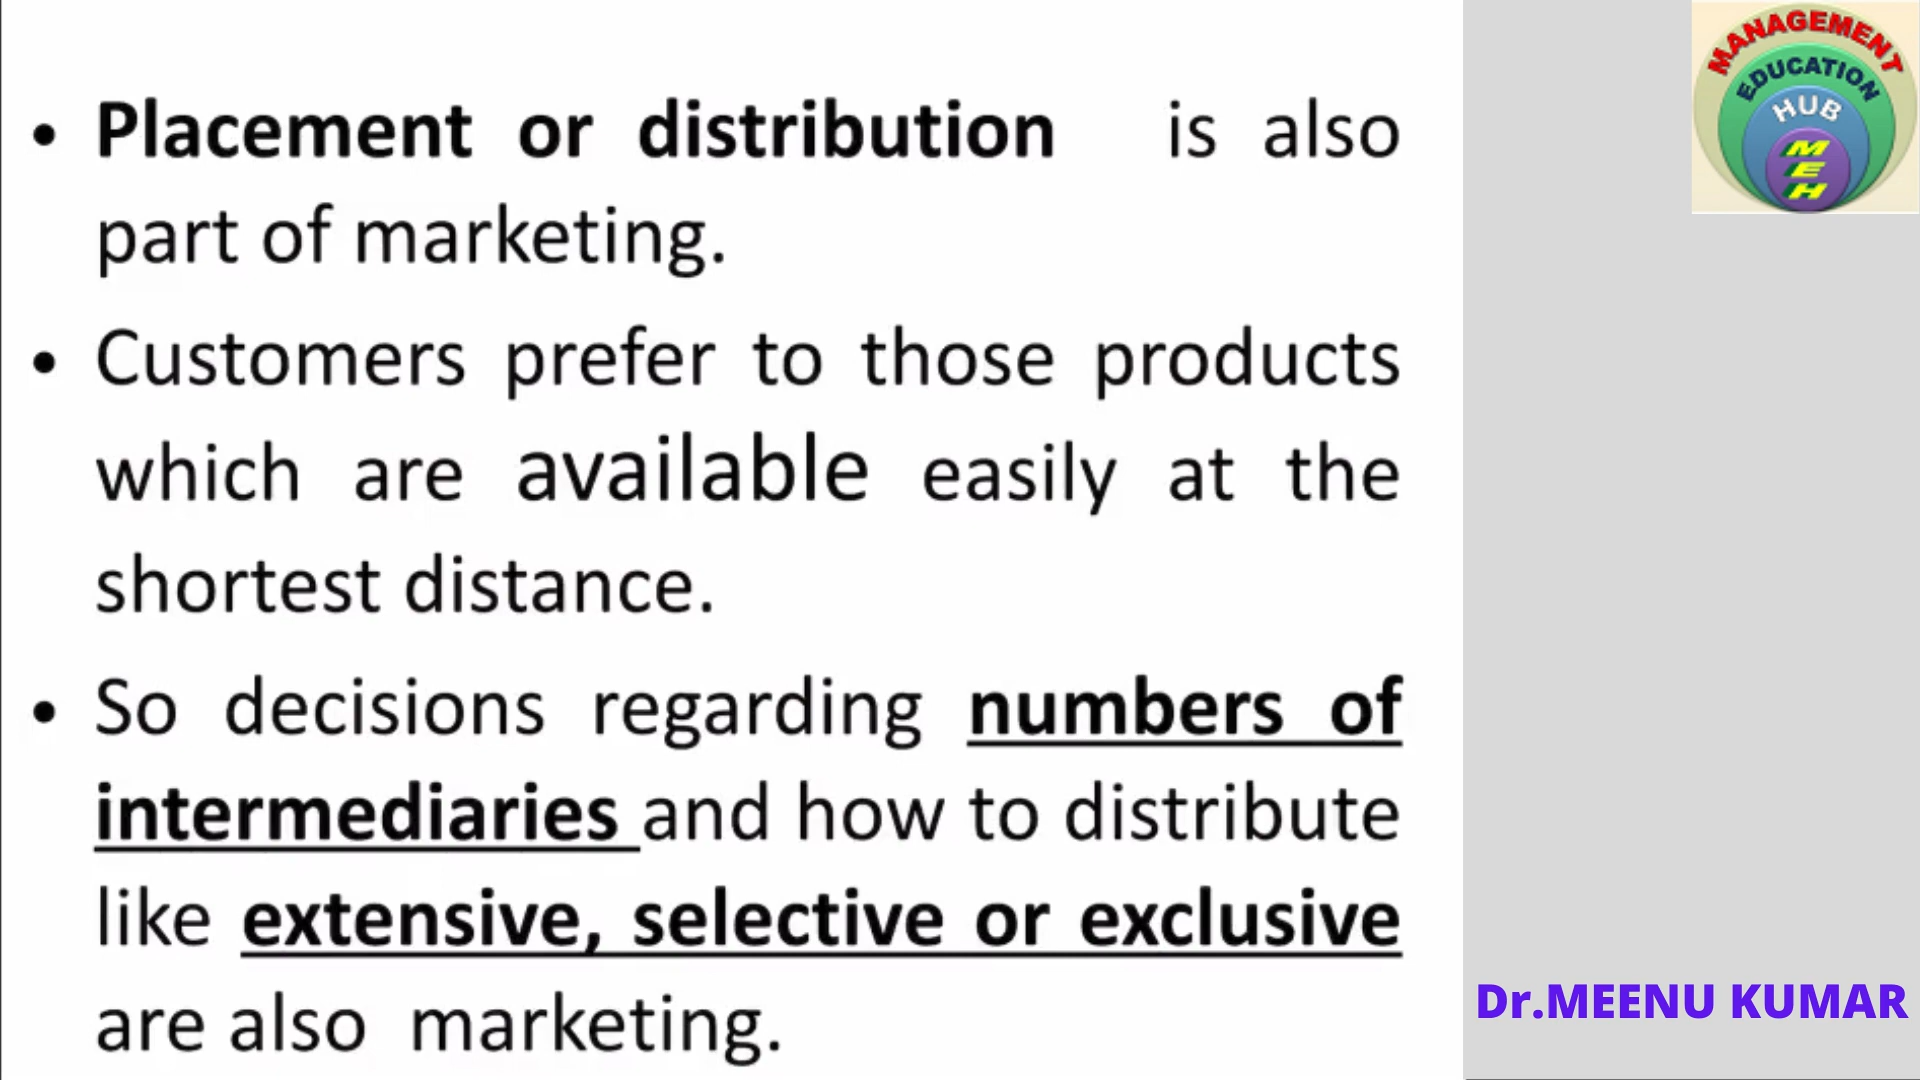 • Placement or distribution is also
part of marketing.
• Customers prefer to those products
which are available easily at the
shortest distance.
• So decisions regarding numbers of
intermediaries and how to distribute
like extensive, selective or exclusive
are also marketing.
MANAGEMENT
EDUCATION
HUB
M
E
H
Dr.MEENU KUMAR